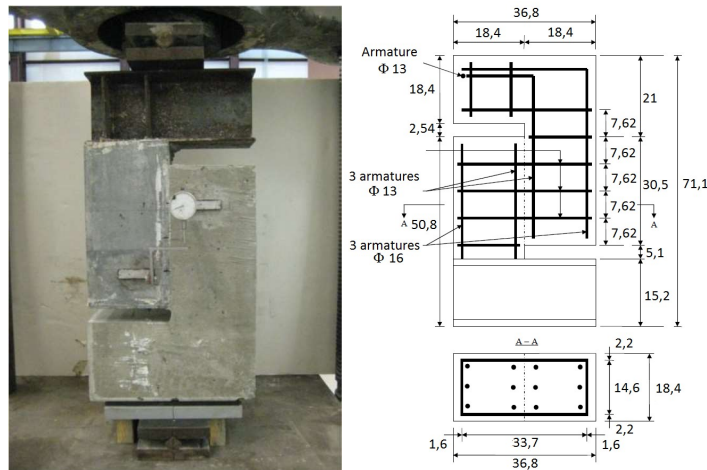 36,8
18,4 18,4
Armature
Φ 13
18,4
2,54
21
7,62
7,62
3 armatures
Φ 13
7,62
30,5
71,1
7,62
A
50,8
7,62
A
3 armatures
Φ 16
5,1
15,2
A – A
2,2
14,6
18,4
2,2
1,6
33,7
1,6
36,8